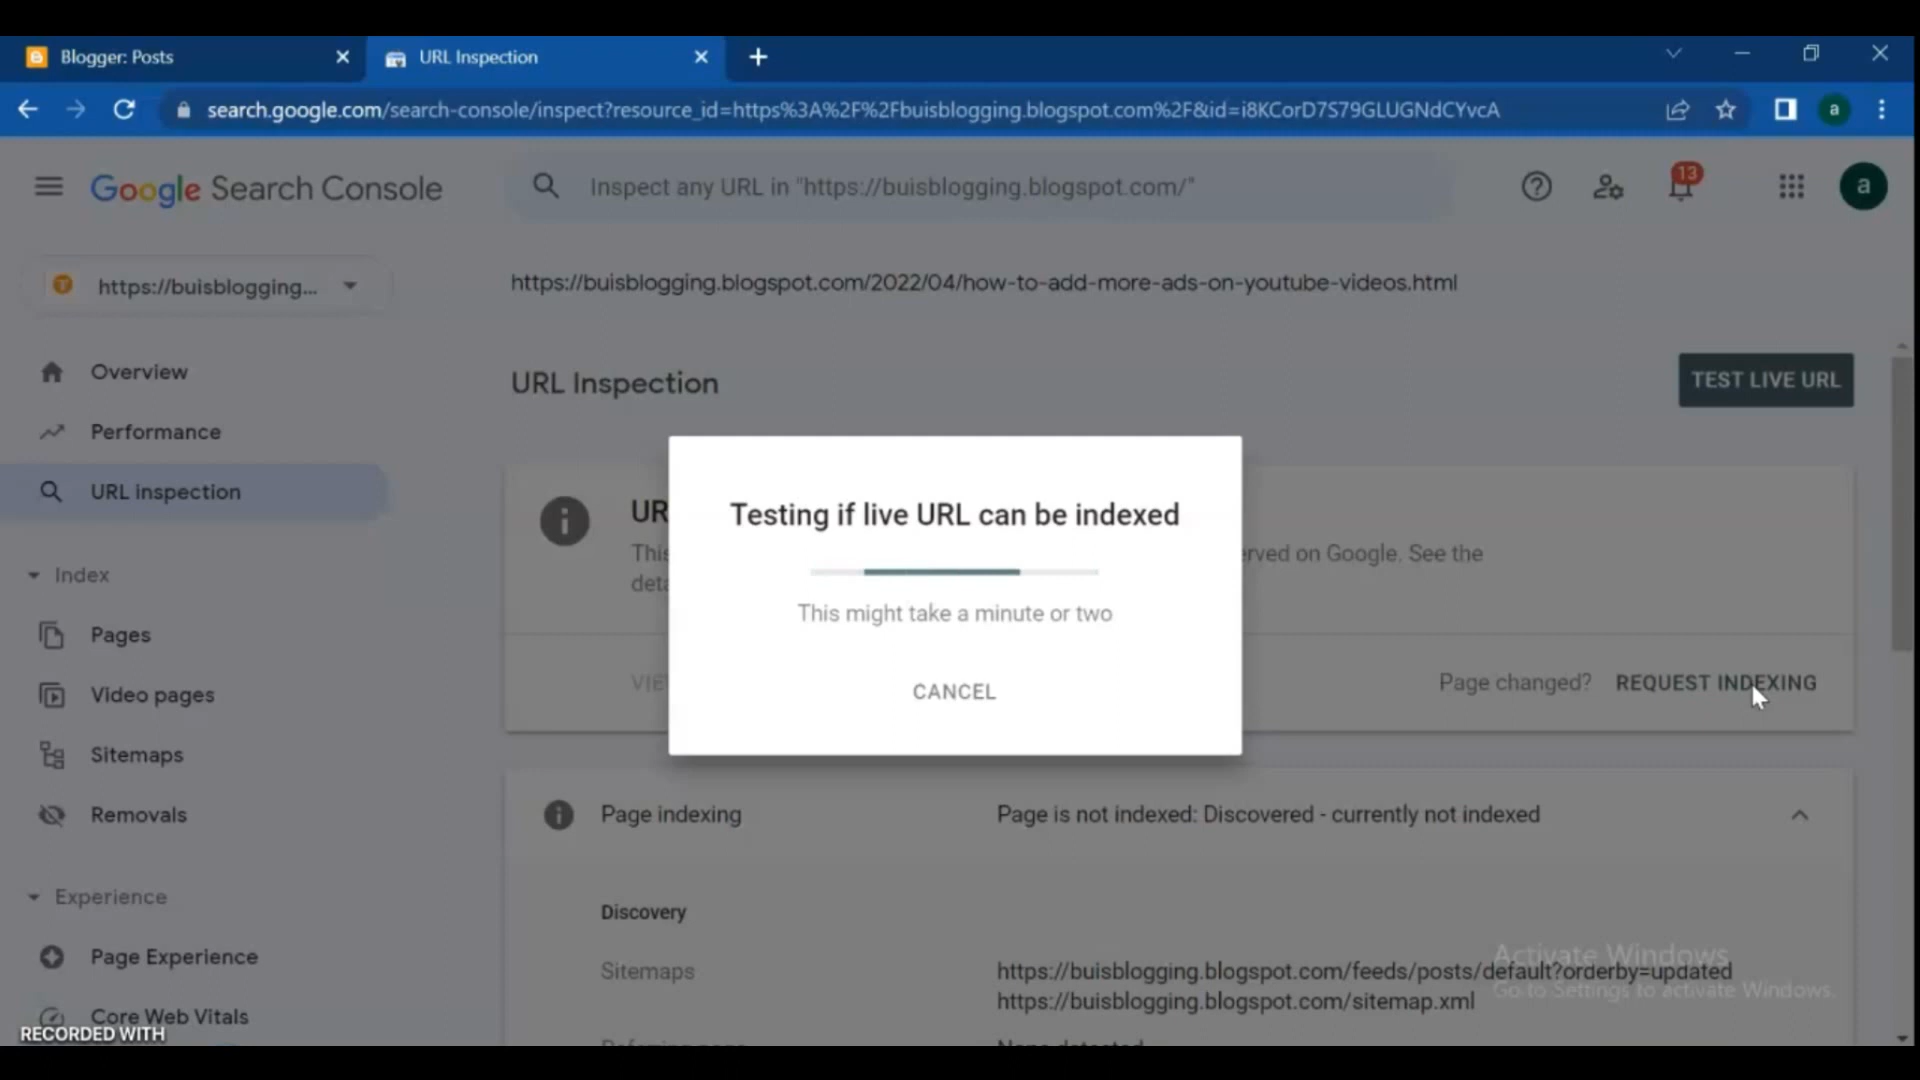 Blogger: Posts
URL Inspection
search.google.com/search-console/inspect?resource_id=https%3A%2F%2Fbuisblogging.blogspot.com%2F&id=i8KCorD7S79GLUGNdCYvcA
a
Google Search Console
Inspect any URL in "https://buisblogging.blogspot.com/"
13
a
https://buisblogging...
https://buisblogging.blogspot.com/2022/04/how-to-add-more-ads-on-youtube-videos.html
Overview
Performance
URL inspection
Index
Pages
Video pages
Sitemaps
Removals
Experience
Page Experience
Core Web Vitals
URL Inspection
TEST LIVE URL
UR
This
erved on Google. See the
deta
VIE
Page changed? REQUEST INDEXING
Testing if live URL can be indexed
This might take a minute or two
CANCEL
Page indexing
Page is not indexed: Discovered - currently not indexed
Discovery
Sitemaps
https://buisblogging.blogspot.com/feeds/posts/default?orderby=updated
https://buisblogging.blogspot.com/sitemap.xml
Activate Windows
Go to Settings to activate Windows.
RECORDED WITH